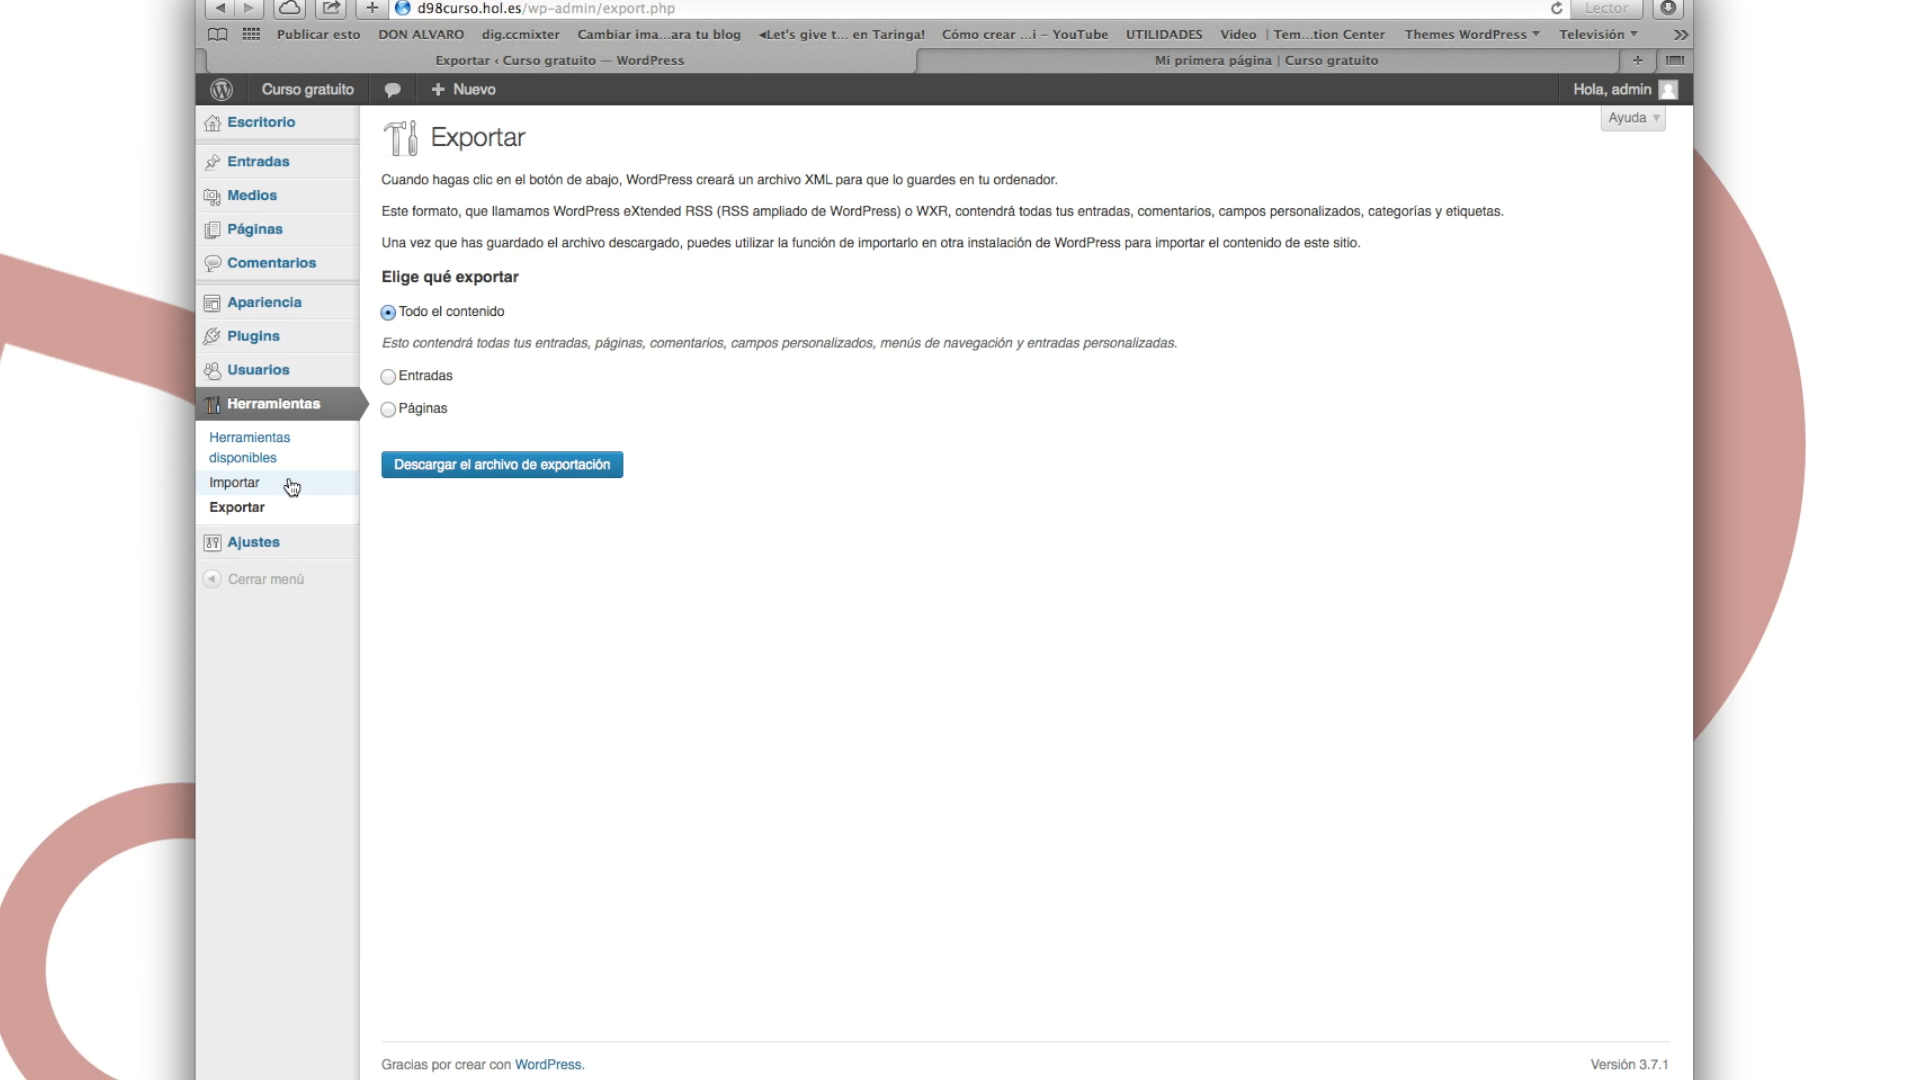 d98curso.hol.es/wp-admin/export.php
Lector
Publicar esto DON ALVARO dig.ccmixter Cambiar ima...ara tu blog ◂Let's give t... en Taringa! Cómo crear ...i – YouTube UTILIDADES Video | Tem...tion Center Themes WordPress ▾ Televisión ▾ »
Exportar ‹ Curso gratuito — WordPress
Mi primera página | Curso gratuito
Curso gratuito
+ Nuevo
Hola, admin
Ayuda
Escritorio
Entradas
Medios
Páginas
Comentarios
Apariencia
Plugins
Usuarios
Herramientas
Herramientas
disponibles
Importar
Exportar
Ajustes
Cerrar menú
Exportar
Cuando hagas clic en el botón de abajo, WordPress creará un archivo XML para que lo guardes en tu ordenador.
Este formato, que llamamos WordPress eXtended RSS (RSS ampliado de WordPress) o WXR, contendrá todas tus entradas, comentarios, campos personalizados, categorías y etiquetas.
Una vez que has guardado el archivo descargado, puedes utilizar la función de importarlo en otra instalación de WordPress para importar el contenido de este sitio.
Elige qué exportar
Todo el contenido
Esto contendrá todas tus entradas, páginas, comentarios, campos personalizados, menús de navegación y entradas personalizadas.
Entradas
Páginas
Descargar el archivo de exportación
Gracias por crear con WordPress.
Versión 3.7.1